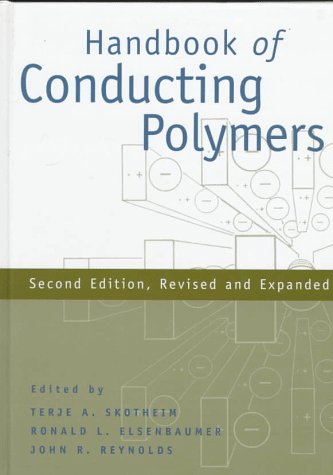 Handbook of
Conducting
Polymers
Second Edition, Revised and Expanded
Edited by
TERJE A. SKOTHEIM
RONALD L. ELSENBAUMER
JOHN R. REYNOLDS